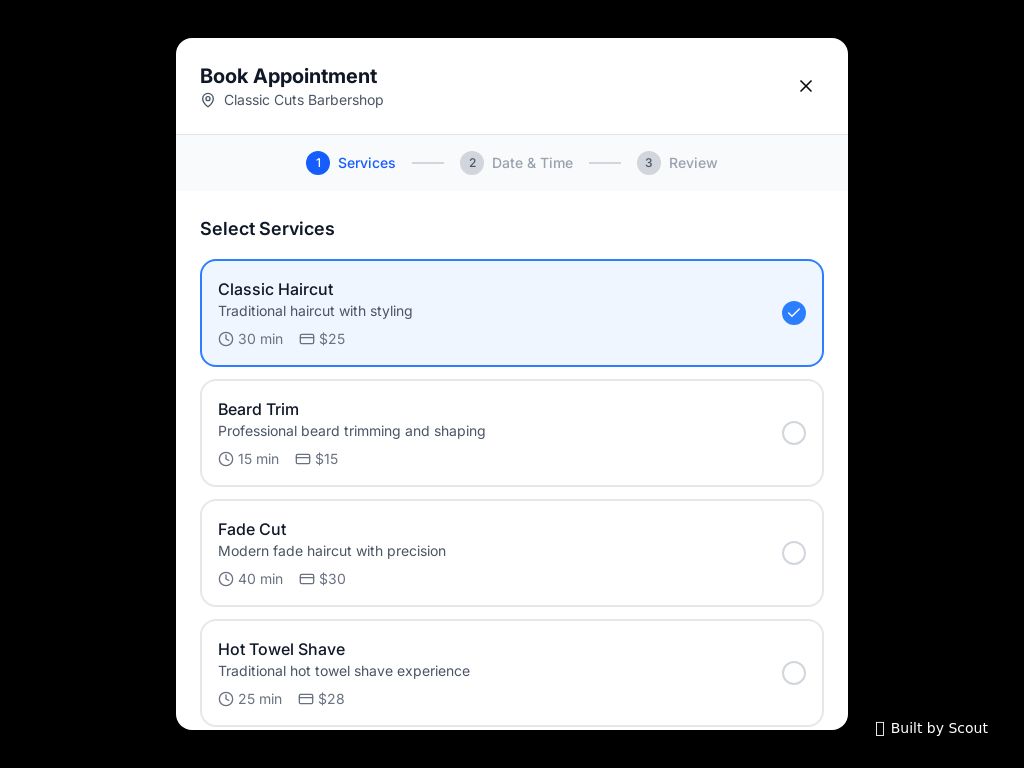 Book Appointment
Classic Cuts Barbershop
1 Services 2 Date & Time 3 Review
Select Services
Classic Haircut
Traditional haircut with styling
30 min $25
Beard Trim
Professional beard trimming and shaping
15 min $15
Fade Cut
Modern fade haircut with precision
40 min $30
Hot Towel Shave
Traditional hot towel shave experience
25 min $28
Built by Scout